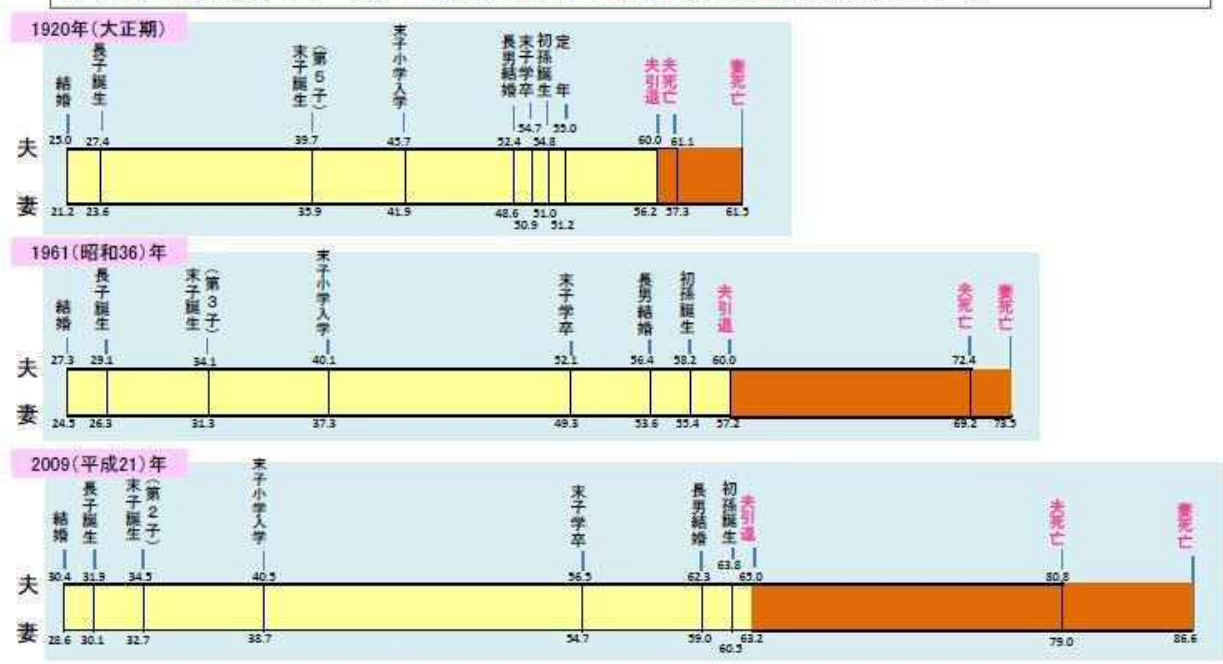 1920年(大正期)
結婚
長子誕生
末子誕生
(第5子)
末子小学入学
長男結婚
末子学卒
初孫誕生
定年
夫引退
夫死亡
妻死亡
夫 25.0 27.4 39.7 45.7 52.4 54.7 54.8 55.0 60.0 61.1
妻 21.2 23.6 35.9 41.9 48.6 50.9 51.0 51.2 56.2 57.3 61.5
1961(昭和36)年
結婚
長子誕生
末子誕生
(第3子)
末子小学入学
末子学卒
長男結婚
初孫誕生
夫引退
夫死亡
妻死亡
夫 27.3 29.1 34.1 40.1 52.1 56.4 58.2 60.0 72.4
妻 24.5 26.3 31.3 37.3 49.3 53.6 55.4 57.2 69.2 73.5
2009(平成21)年
結婚
長子誕生
末子誕生
(第2子)
末子小学入学
末子学卒
長男結婚
初孫誕生
夫引退
夫死亡
妻死亡
夫 30.4 31.9 34.5 40.5 56.5 62.3 63.8 65.0 80.8
妻 28.6 30.1 32.7 38.7 54.7 59.0 60.5 63.2 79.0 86.6